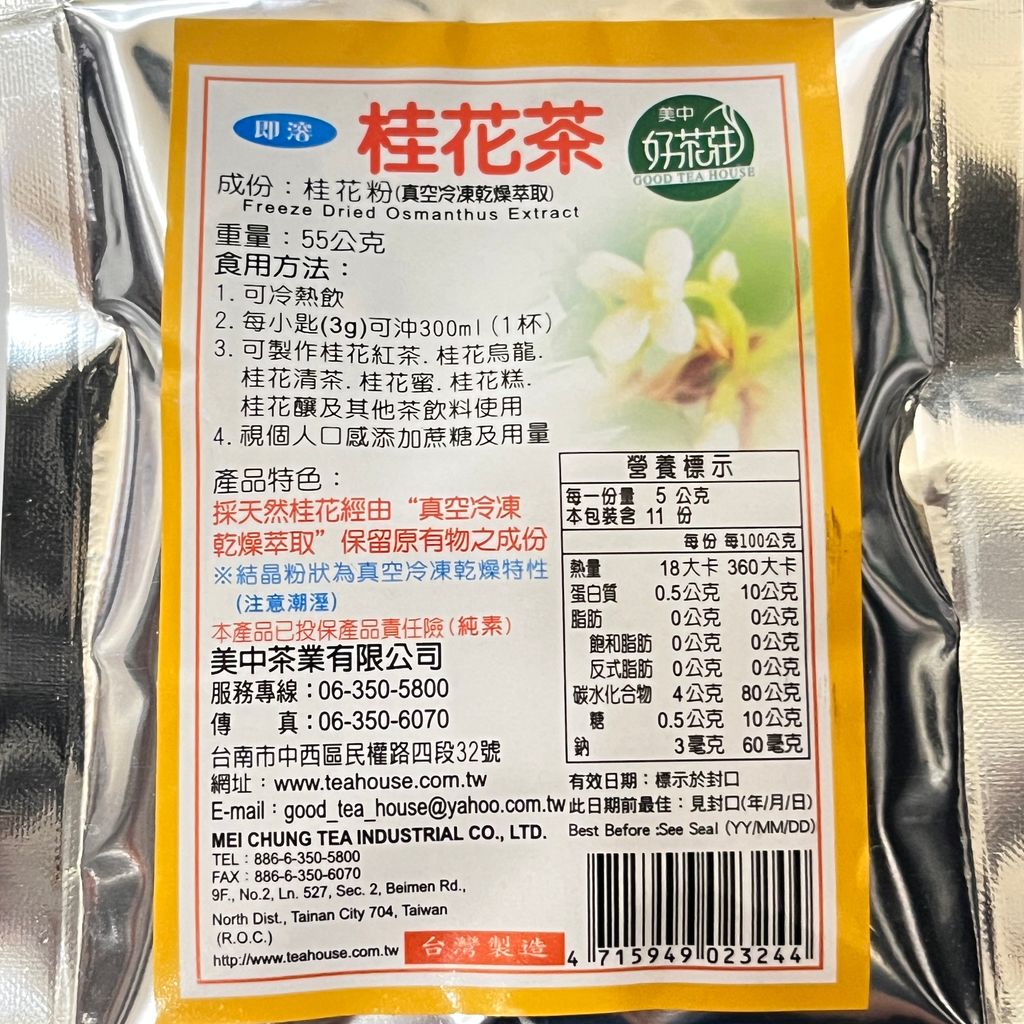 即溶
桂花茶
美中
好茶莊
GOOD TEA HOUSE
成份：桂花粉(真空冷凍乾燥萃取)
Freeze Dried Osmanthus Extract
重量：55公克
食用方法：
1. 可冷熱飲
2. 每小匙(3g)可沖300ml (1杯)
3. 可製作桂花紅茶. 桂花烏龍.
桂花清茶. 桂花蜜. 桂花糕.
桂花釀及其他茶飲料使用
4. 視個人口感添加蔗糖及用量
產品特色：
採天然桂花經由“真空冷凍
乾燥萃取”保留原有物之成份
※結晶粉狀為真空冷凍乾燥特性
(注意潮溼)
本產品已投保產品責任險(純素)
美中茶業有限公司
服務專線：06-350-5800
傳　　真：06-350-6070
台南市中西區民權路四段32號
網址：www.teahouse.com.tw
E-mail：good_tea_house@yahoo.com.tw
MEI CHUNG TEA INDUSTRIAL CO., LTD.
TEL：886-6-350-5800
FAX：886-6-350-6070
9F., No.2, Ln. 527, Sec. 2, Beimen Rd.,
North Dist., Tainan City 704, Taiwan
(R.O.C.)
http://www.teahouse.com.tw
台灣製造
營養標示
每一份量 5 公克
本包裝含 11 份
每份 每100公克
熱量 18大卡 360大卡
蛋白質 0.5公克 10公克
脂肪 0公克 0公克
飽和脂肪 0公克 0公克
反式脂肪 0公克 0公克
碳水化合物 4公克 80公克
糖 0.5公克 10公克
鈉 3毫克 60毫克
有效日期：標示於封口
此日期前最佳：見封口(年/月/日)
Best Before :See Seal (YY/MM/DD)
4 715949 023244